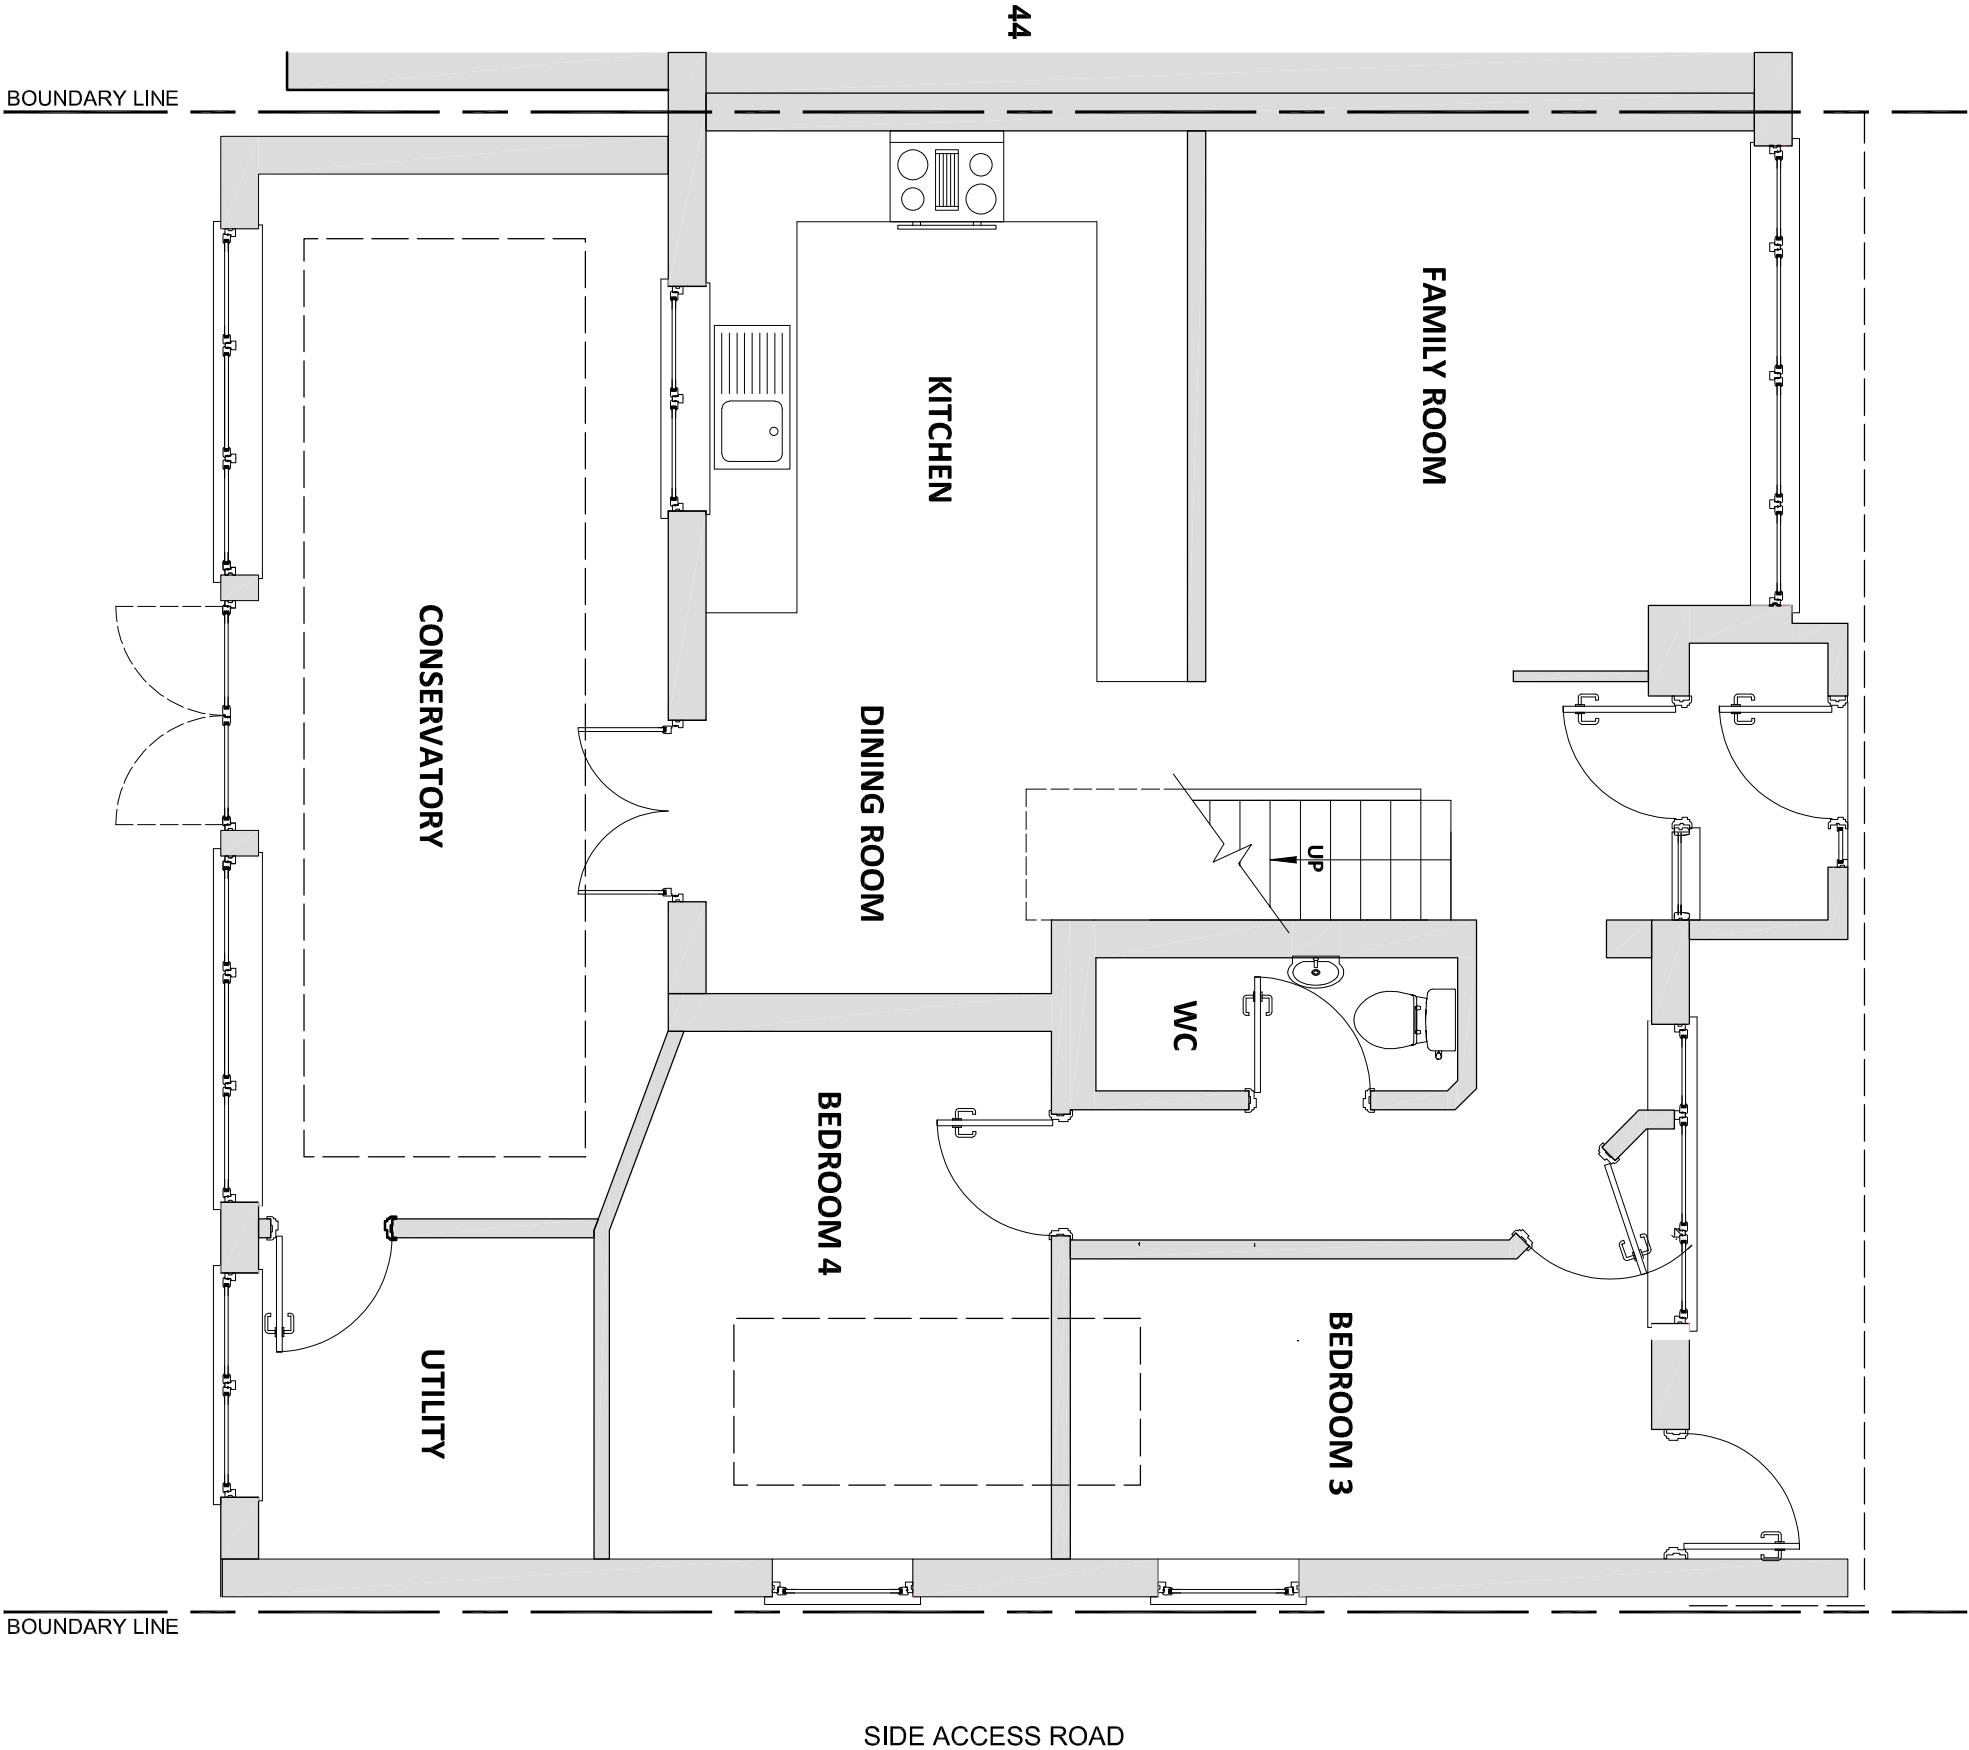 44
BOUNDARY LINE
FAMILY ROOM
KITCHEN
CONSERVATORY
DINING ROOM
UP
WC
BEDROOM 4
BEDROOM 3
UTILITY
BOUNDARY LINE
SIDE ACCESS ROAD